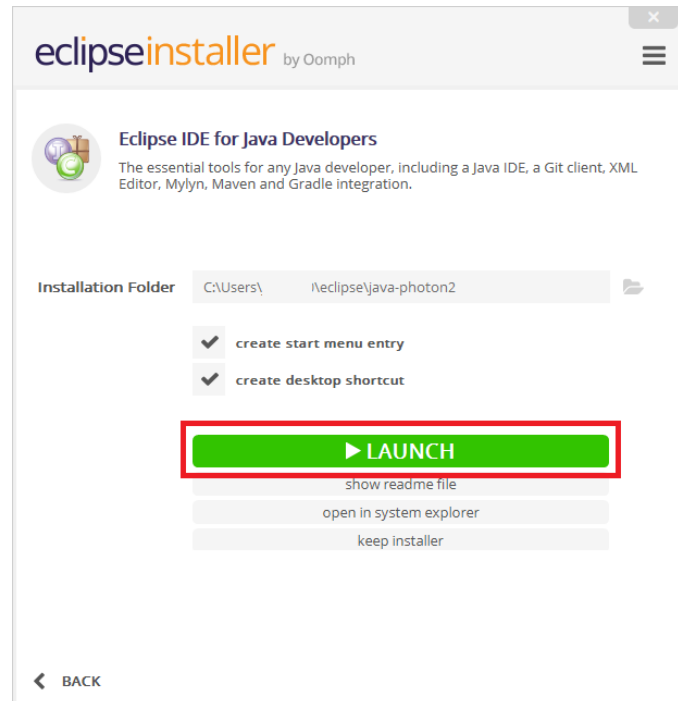 eclipseinstaller by Oomph
Eclipse IDE for Java Developers
The essential tools for any Java developer, including a Java IDE, a Git client, XML
Editor, Mylyn, Maven and Gradle integration.
Installation Folder C:\Users\ \eclipse\java-photon2
create start menu entry
create desktop shortcut
LAUNCH
show readme file
open in system explorer
keep installer
BACK